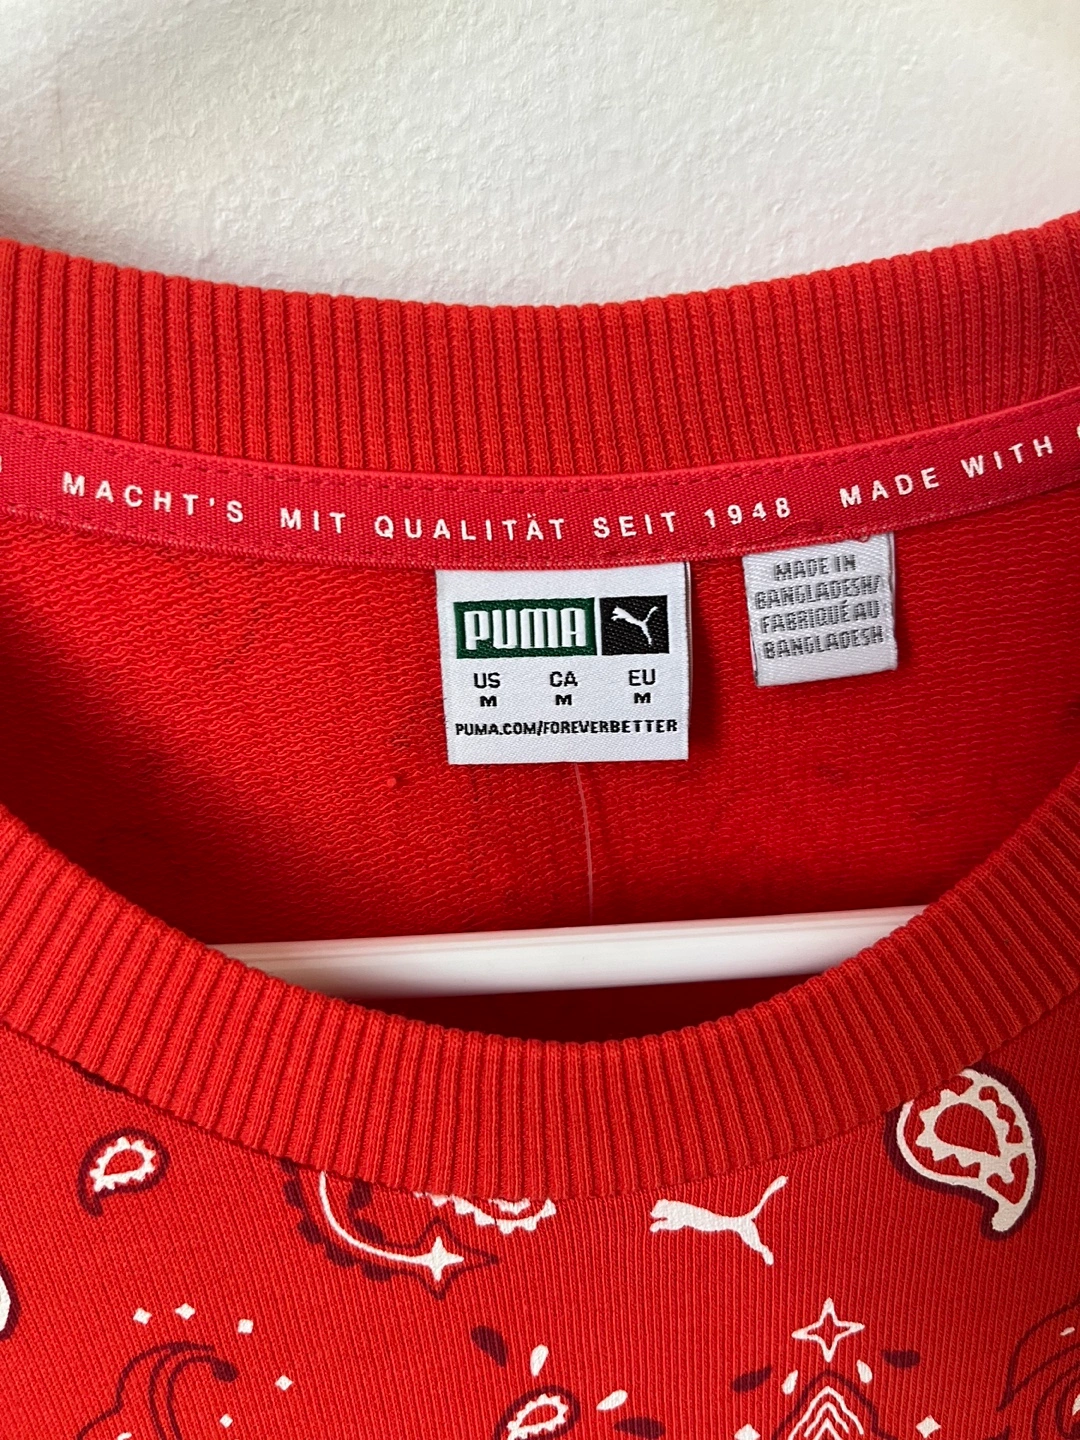 MACHT'S MIT QUALITÄT SEIT 1948 MADE WITH
PUMA
US CA EU
M M M
PUMA.COM/FOREVERBETTER
MADE IN
BANGLADESH/
FABRIQUÉ AU
BANGLADESH